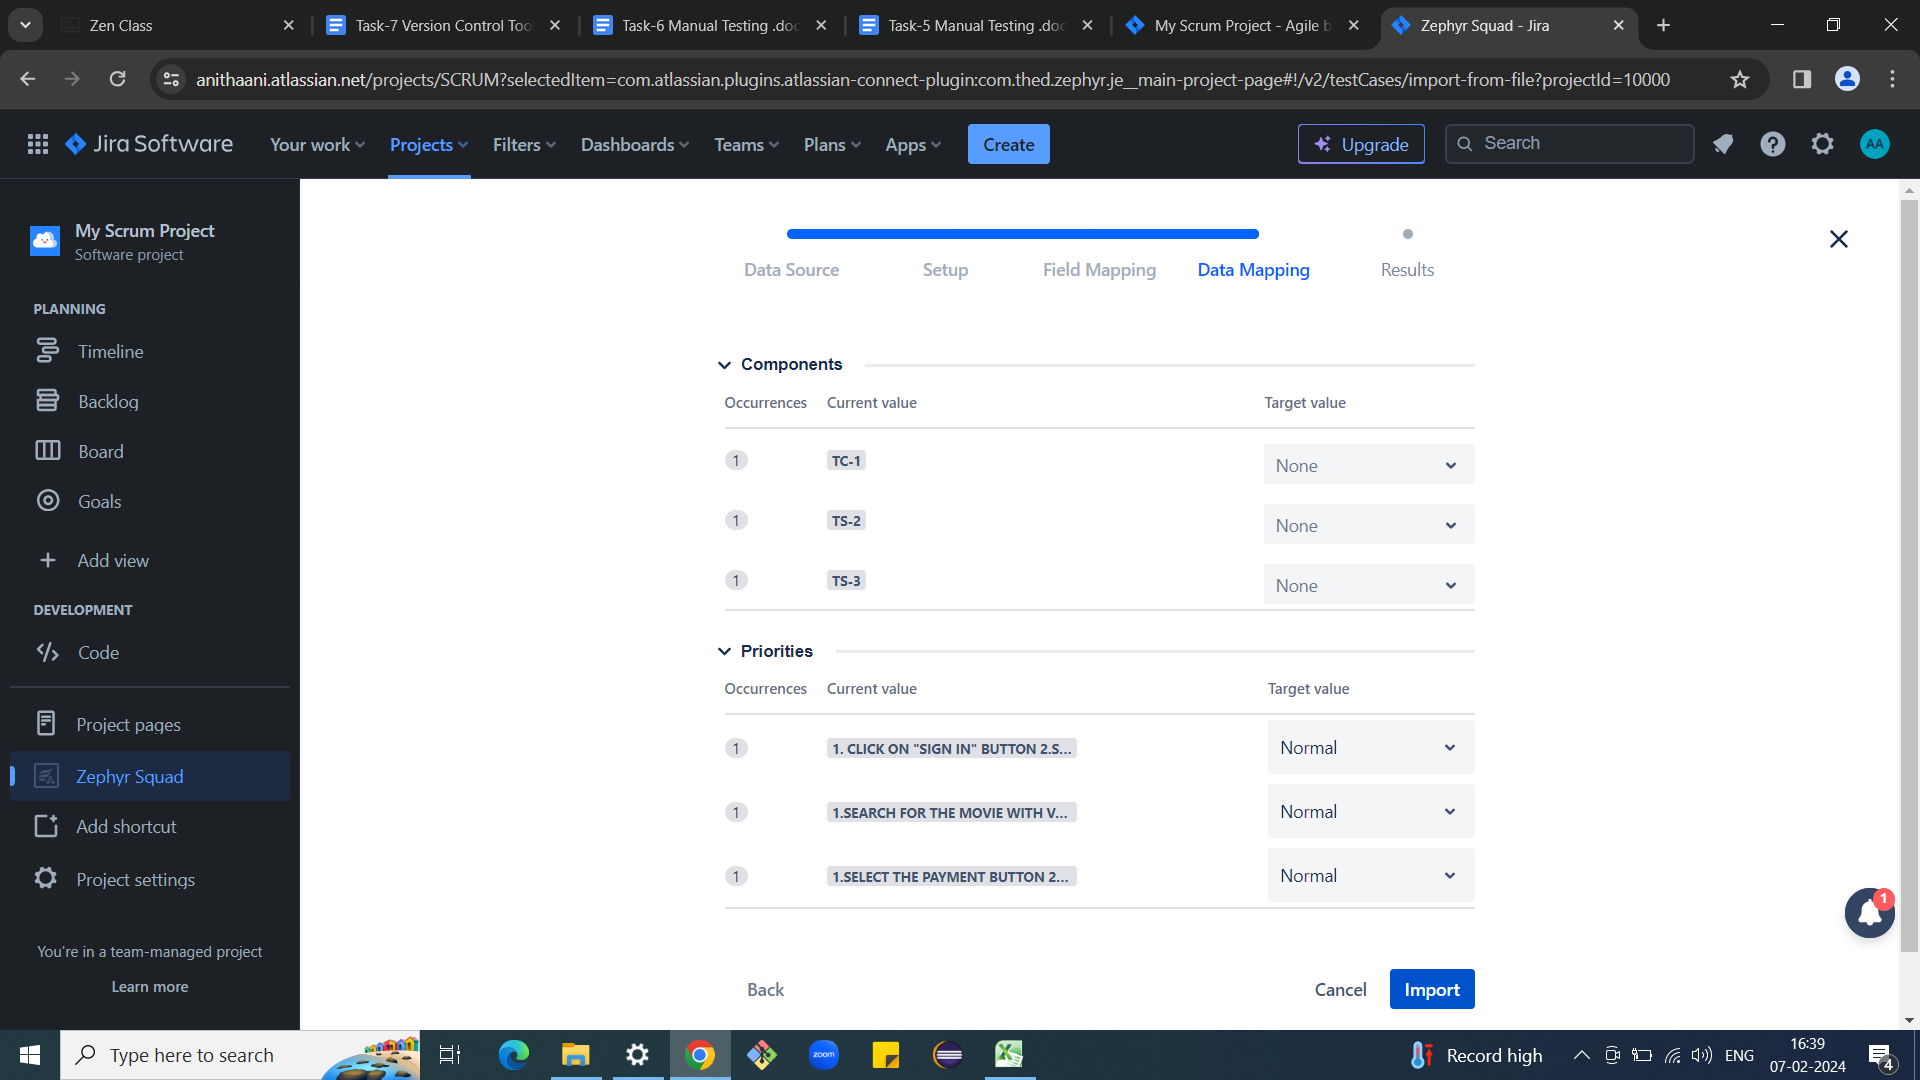 Zen Class
Task-7 Version Control Too
Task-6 Manual Testing .doc
Task-5 Manual Testing .doc
My Scrum Project - Agile b
Zephyr Squad - Jira
anithaani.atlassian.net/projects/SCRUM?selectedItem=com.atlassian.plugins.atlassian-connect-plugin:com.thed.zephyr.je__main-project-page#!/v2/testCases/import-from-file?projectId=10000
Jira Software
Your work
Projects
Filters
Dashboards
Teams
Plans
Apps
Create
Upgrade
Search
AA
My Scrum Project
Software project
PLANNING
Timeline
Backlog
Board
Goals
Add view
DEVELOPMENT
Code
Project pages
Zephyr Squad
Add shortcut
Project settings
You're in a team-managed project
Learn more
Data Source
Setup
Field Mapping
Data Mapping
Results
Components
Occurrences Current value Target value
1 TC-1 None
1 TS-2 None
1 TS-3 None
Priorities
Occurrences Current value Target value
1 1. CLICK ON "SIGN IN" BUTTON 2.S... Normal
1 1.SEARCH FOR THE MOVIE WITH V... Normal
1 1.SELECT THE PAYMENT BUTTON 2... Normal
1
Back
Cancel
Import
Type here to search
zoom
Record high
ENG
16:39
07-02-2024
4